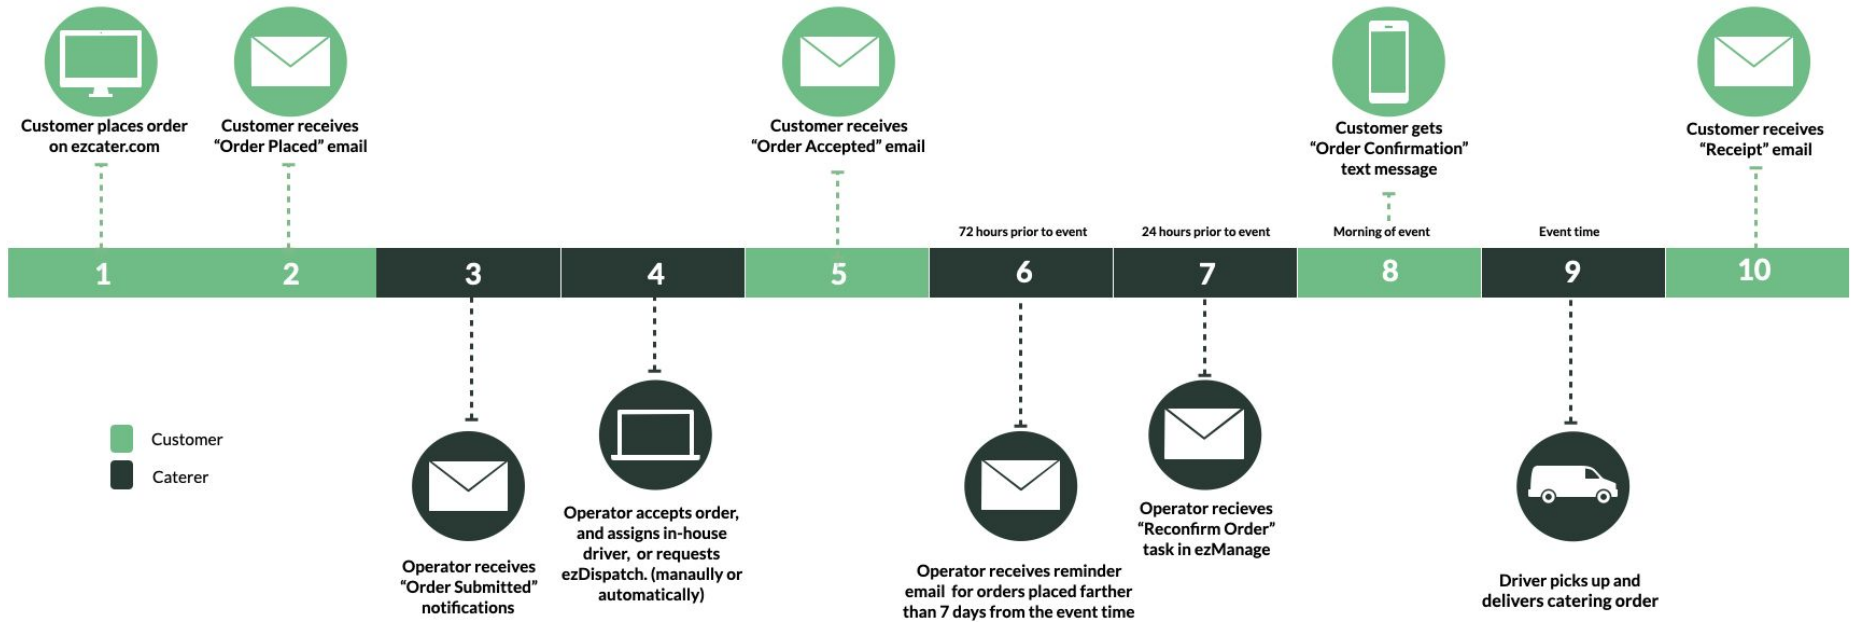 Customer places order
on ezcater.com
Customer receives
“Order Placed” email
Customer receives
“Order Accepted” email
Customer gets
“Order Confirmation”
text message
Customer receives
“Receipt” email
72 hours prior to event
24 hours prior to event
Morning of event
Event time
1
2
3
4
5
6
7
8
9
10
Customer
Caterer
Operator receives
“Order Submitted”
notifications
Operator accepts order,
and assigns in-house
driver, or requests
ezDispatch. (manaully or
automatically)
Operator receives reminder
email for orders placed farther
than 7 days from the event time
Operator recieves
“Reconfirm Order”
task in ezManage
Driver picks up and
delivers catering order